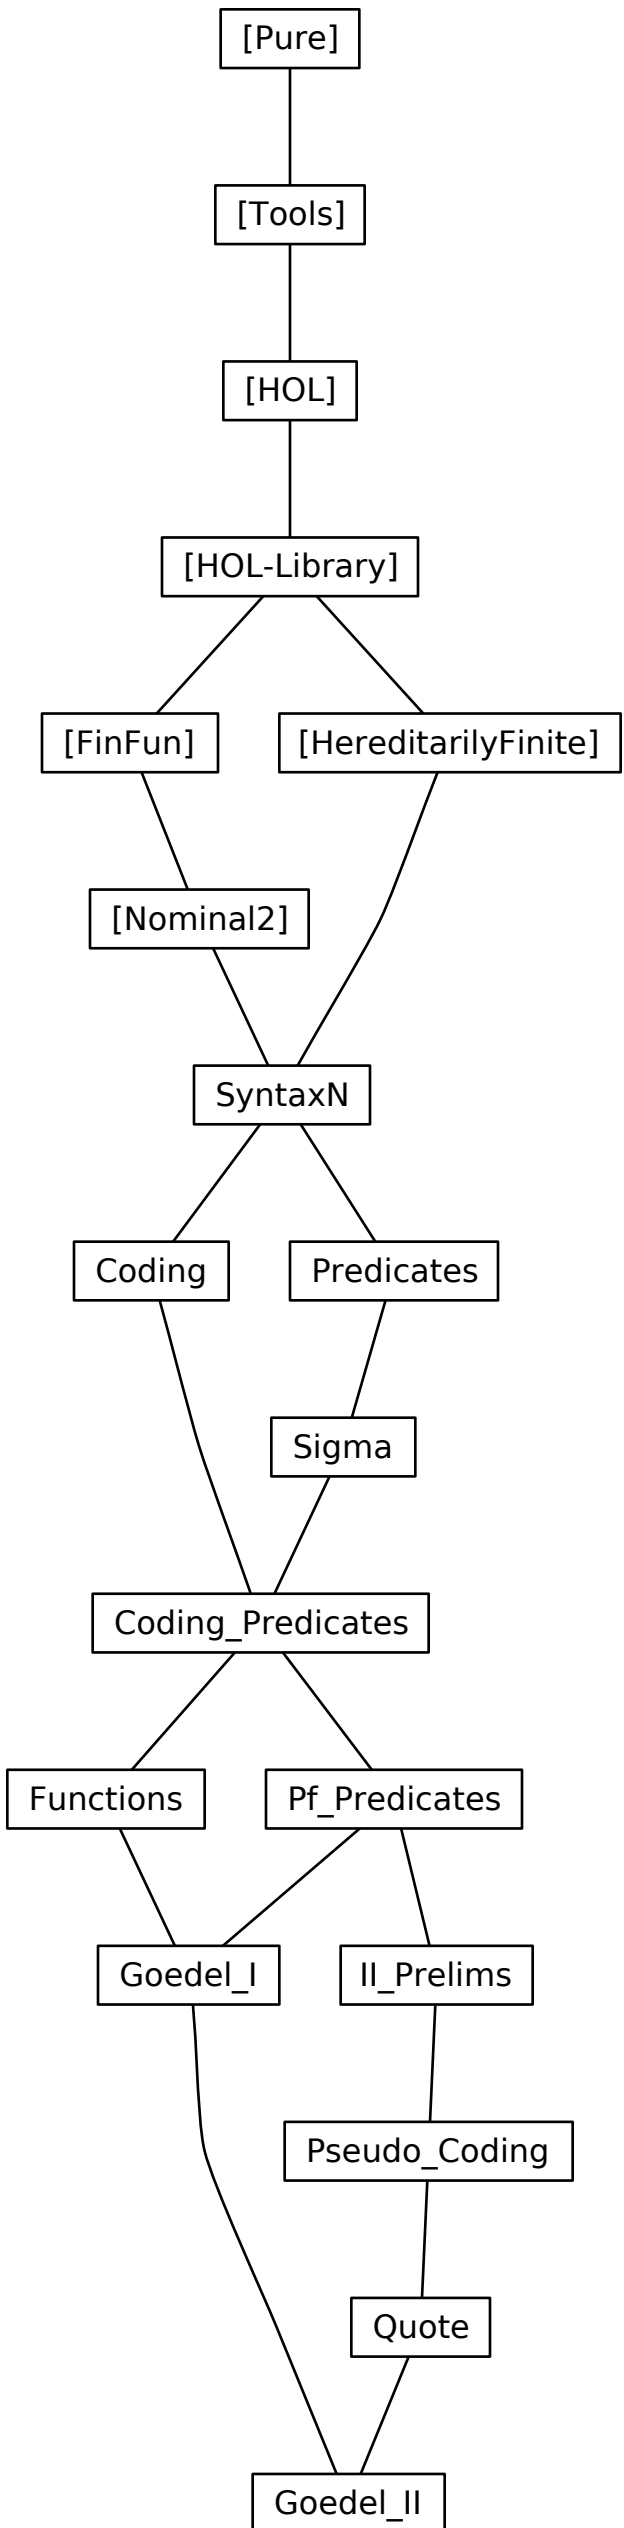 [Pure]
[Tools]
[HOL]
[HOL-Library]
[FinFun]
[HereditarilyFinite]
[Nominal2]
SyntaxN
Coding
Predicates
Sigma
Coding_Predicates
Functions
Pf_Predicates
Goedel_I
II_Prelims
Pseudo_Coding
Quote
Goedel_II